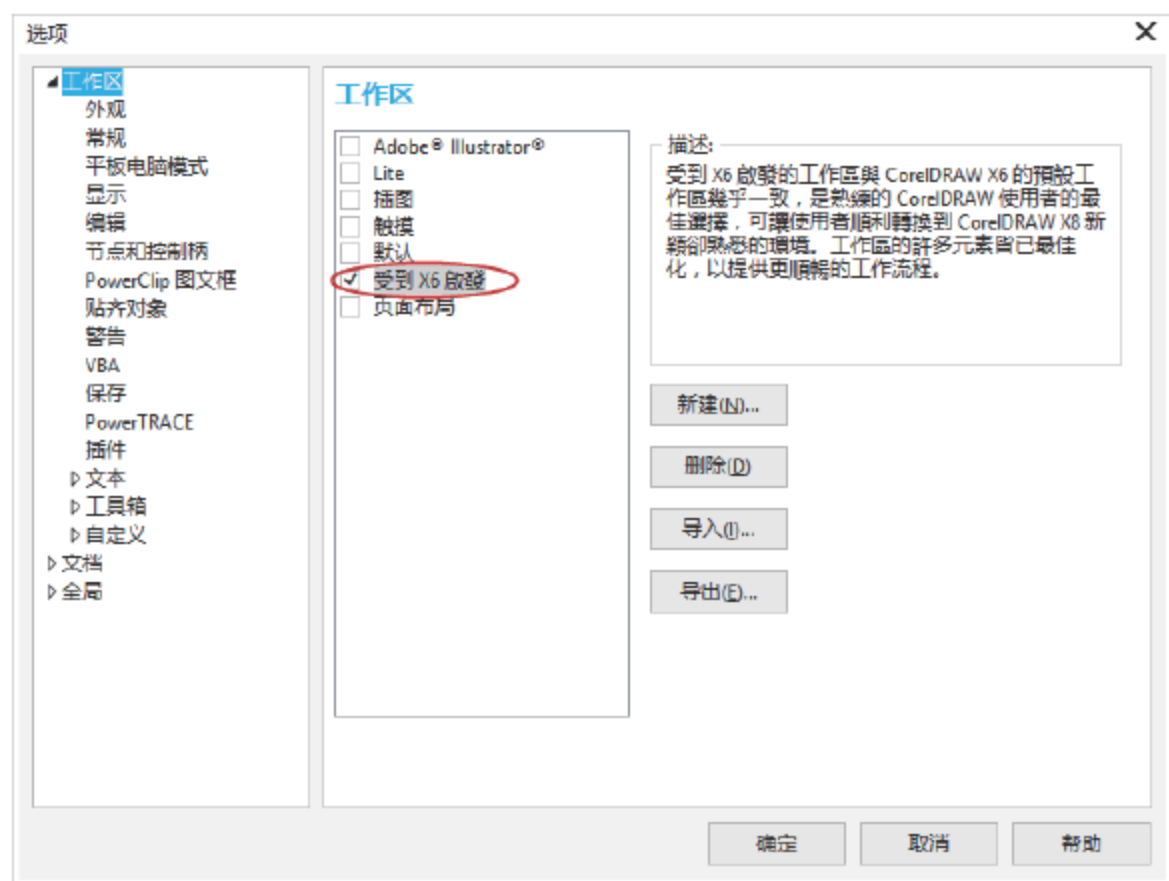 选项
工作区
外观
常规
平板电脑模式
显示
编辑
节点和控制柄
PowerClip 图文框
贴齐对象
警告
VBA
保存
PowerTRACE
插件
文本
工具箱
自定义
文档
全局
工作区
Adobe® Illustrator®
Lite
插图
触摸
默认
受到 X6 啟發
页面布局
描述:
受到 X6 啟發的工作區與 CorelDRAW X6 的預設工
作區幾乎一致，是熟練的 CorelDRAW 使用者的最
佳選擇，可讓使用者順利轉換到 CorelDRAW X8 新
穎卻熟悉的環境。工作區的許多元素皆已最佳
化，以提供更順暢的工作流程。
新建(N)...
删除(D)
导入(I)...
导出(E)...
确定
取消
帮助